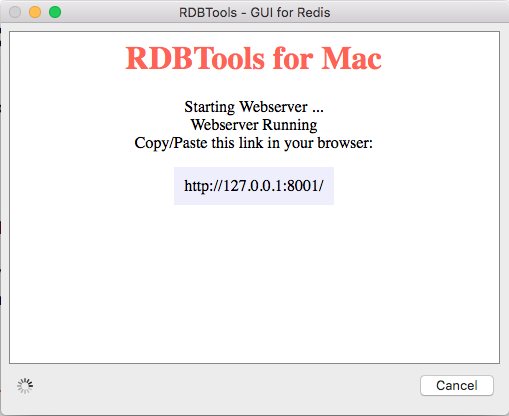 RDBTools - GUI for Redis
RDBTools for Mac
Starting Webserver ...
Webserver Running
Copy/Paste this link in your browser:
http://127.0.0.1:8001/
Cancel